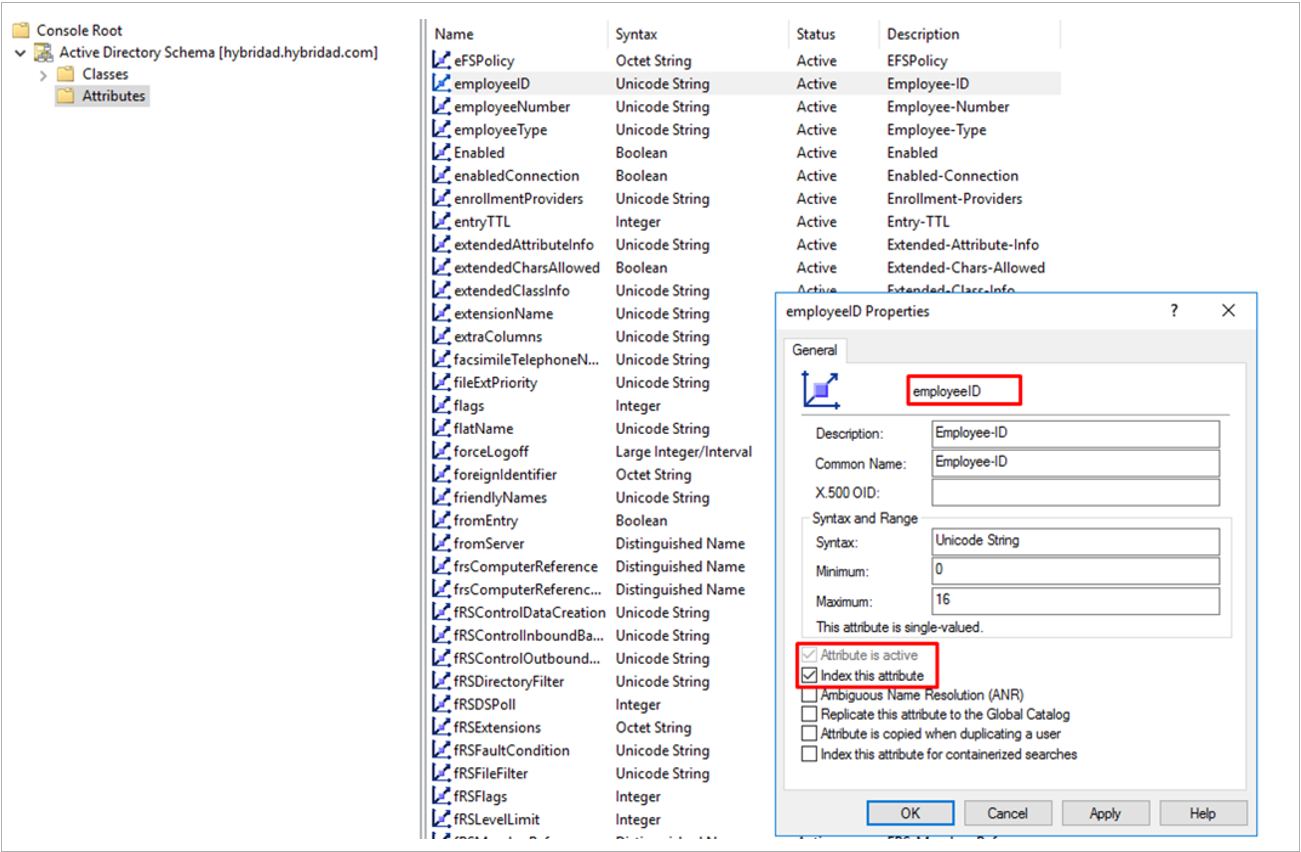 Console Root
Active Directory Schema [hybridad.hybridad.com]
Classes
Attributes
Name Syntax Status Description
eFSPolicy Octet String Active EFSPolicy
employeeID Unicode String Active Employee-ID
employeeNumber Unicode String Active Employee-Number
employeeType Unicode String Active Employee-Type
Enabled Boolean Active Enabled
enabledConnection Boolean Active Enabled-Connection
enrollmentProviders Unicode String Active Enrollment-Providers
entryTTL Integer Active Entry-TTL
extendedAttributeInfo Unicode String Active Extended-Attribute-Info
extendedCharsAllowed Boolean Active Extended-Chars-Allowed
extendedClassInfo Unicode String Active Extended-Class-Info
extensionName Unicode String
extraColumns Unicode String
facsimileTelephoneN... Unicode String
fileExtPriority Unicode String
flags Integer
flatName Unicode String
forceLogoff Large Integer/Interval
foreignIdentifier Octet String
friendlyNames Unicode String
fromEntry Boolean
fromServer Distinguished Name
frsComputerReference Distinguished Name
frsComputerReferenc... Distinguished Name
fRSControlDataCreation Unicode String
fRSControlInboundBa... Unicode String
fRSControlOutbound... Unicode String
fRSDirectoryFilter Unicode String
fRSDSPoll Integer
fRSExtensions Octet String
fRSFaultCondition Unicode String
fRSFileFilter Unicode String
fRSFlags Integer
fRSLevelLimit Integer
employeeID Properties ?
General
employeeID
Description: Employee-ID
Common Name: Employee-ID
X.500 OID:
Syntax and Range
Syntax: Unicode String
Minimum: 0
Maximum: 16
This attribute is single-valued.
Attribute is active
Index this attribute
Ambiguous Name Resolution (ANR)
Replicate this attribute to the Global Catalog
Attribute is copied when duplicating a user
Index this attribute for containerized searches
OK Cancel Apply Help